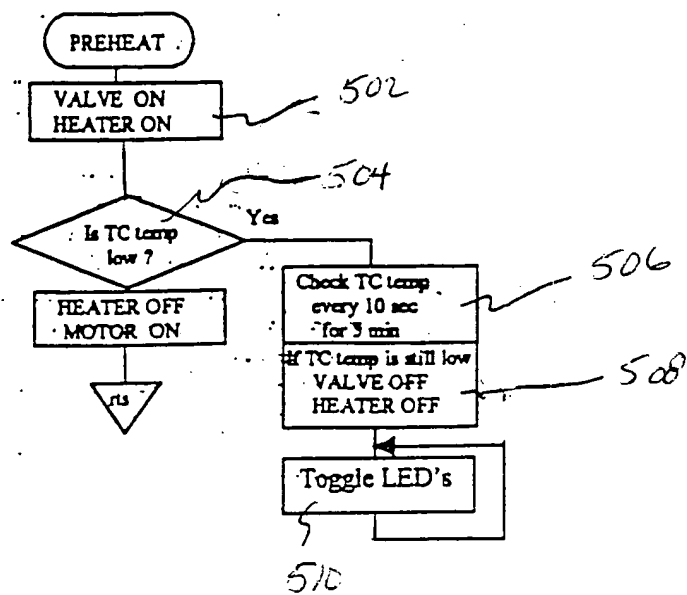 PREHEAT
VALVE ON
HEATER ON
502
504
Is TC temp
low ?
Yes
HEATER OFF
MOTOR ON
rts
Check TC temp
every 10 sec
for 3 min
506
If TC temp is still low
VALVE OFF
HEATER OFF
508
Toggle LED's
510